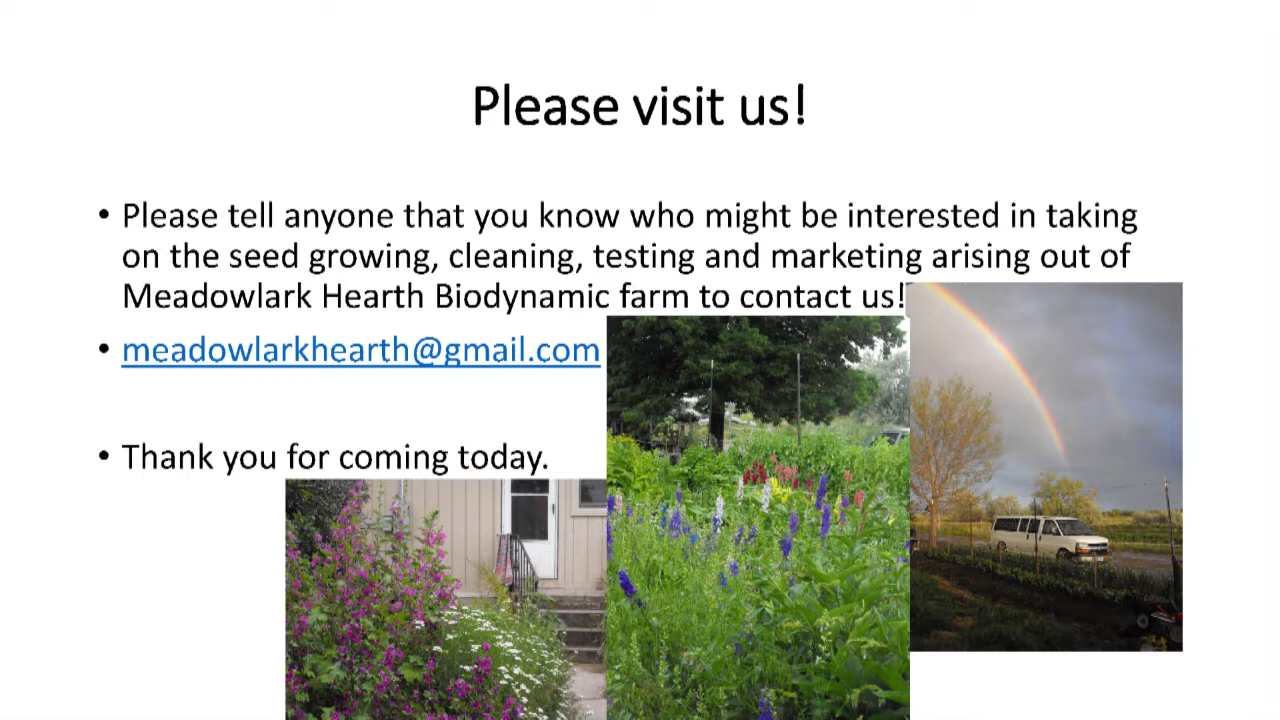 Please visit us!
• Please tell anyone that you know who might be interested in taking
on the seed growing, cleaning, testing and marketing arising out of
Meadowlark Hearth Biodynamic farm to contact us!
• meadowlarkhearth@gmail.com
• Thank you for coming today.